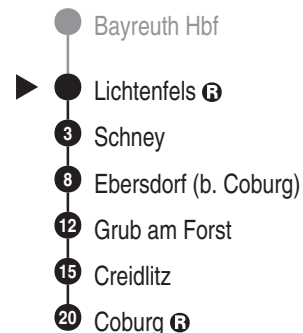 Bayreuth Hbf
Lichtenfels R
3 Schney
8 Ebersdorf (b. Coburg)
12 Grub am Forst
15 Creidlitz
20 Coburg R